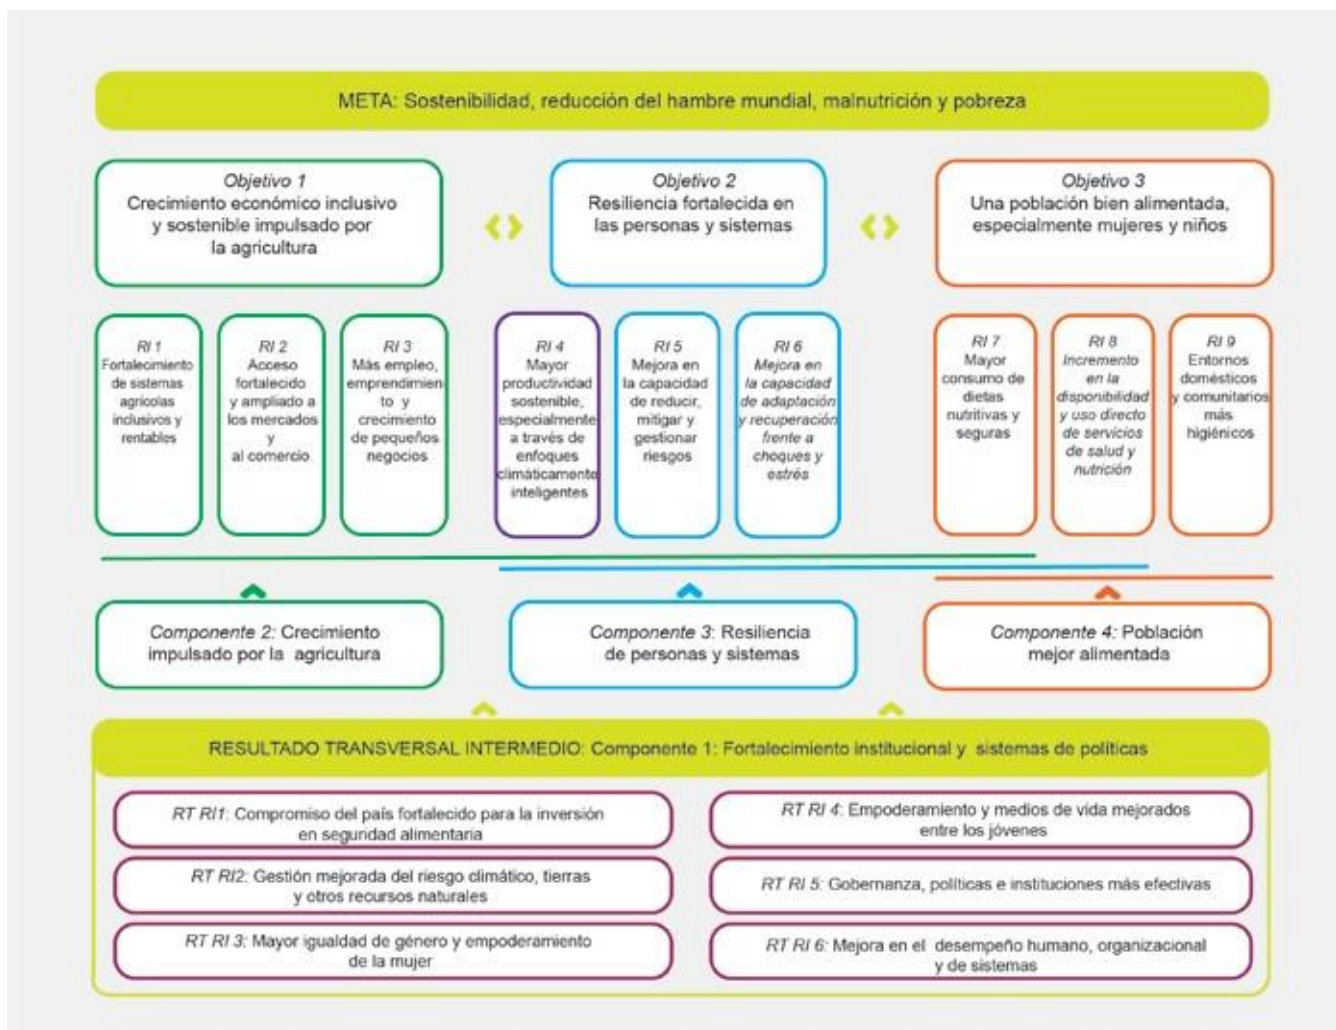 META: Sostenibilidad, reducción del hambre mundial, malnutrición y pobreza
Objetivo 1
Crecimiento económico inclusivo
y sostenible impulsado por
la agricultura
Objetivo 2
Resiliencia fortalecida en
las personas y sistemas
Objetivo 3
Una población bien alimentada,
especialmente mujeres y niños
RI 1
Fortalecimiento
de sistemas
agrícolas
inclusivos y
rentables
RI 2
Acceso
fortalecido
y ampliado a
los mercados
y
al comercio
RI 3
Más empleo,
emprendimien
to y
crecimiento
de pequeños
negocios
RI 4
Mayor
productividad
sostenible,
especialmente
a través de
enfoques
climáticamente
inteligentes
RI 5
Mejora en
la capacidad
de reducir,
mitigar y
gestionar
riesgos
RI 6
Mejora en
la capacidad
de adaptación
y recuperación
frente a
choques y
estrés
RI 7
Mayor
consumo de
dietas
nutritivas y
seguras
RI 8
Incremento
en la
disponibilidad
y uso directo
de servicios
de salud y
nutrición
RI 9
Entornos
domésticos
y comunitarios
más
higiénicos
Componente 2: Crecimiento
impulsado por la agricultura
Componente 3: Resiliencia
de personas y sistemas
Componente 4: Población
mejor alimentada
RESULTADO TRANSVERSAL INTERMEDIO: Componente 1: Fortalecimiento institucional y sistemas de políticas
RT RI1: Compromiso del país fortalecido para la inversión
en seguridad alimentaria
RT RI2: Gestión mejorada del riesgo climático, tierras
y otros recursos naturales
RT RI 3: Mayor igualdad de género y empoderamiento
de la mujer
RT RI 4: Empoderamiento y medios de vida mejorados
entre los jóvenes
RT RI 5: Gobernanza, políticas e instituciones más efectivas
RT RI 6: Mejora en el desempeño humano, organizacional
y de sistemas